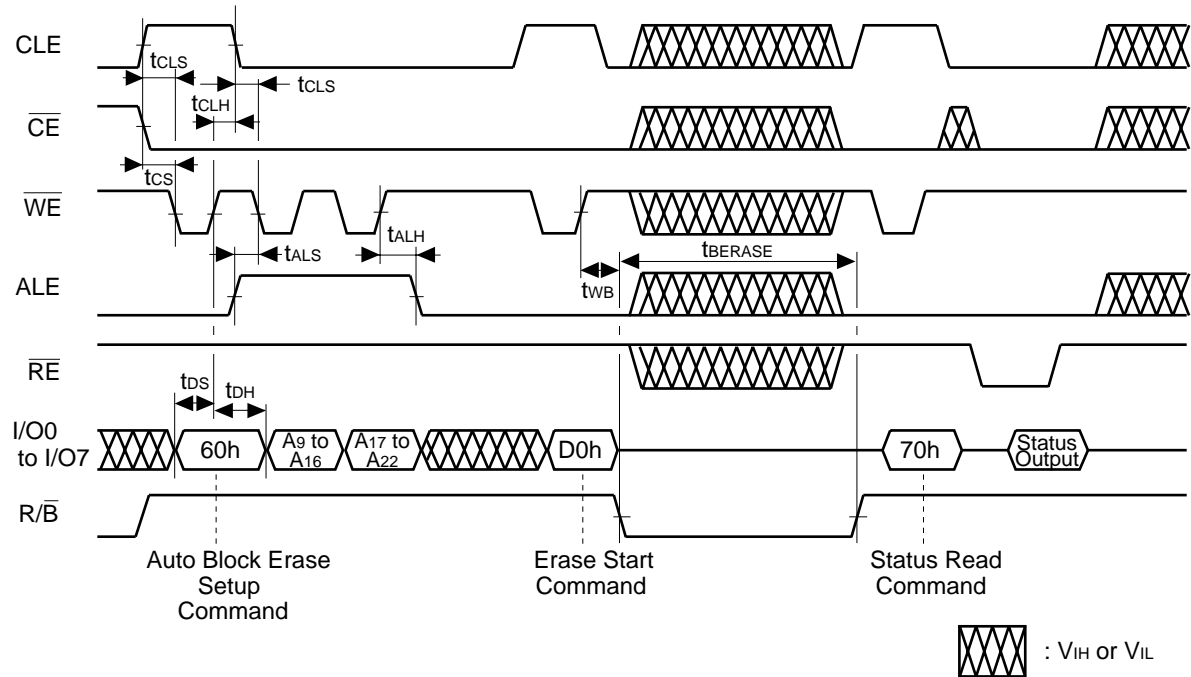 CLE
tCLS
tCLS
tCLH
CE
tCS
WE
tALS
tALH
tBERASE
tWB
ALE
RE
tDS
tDH
I/O0
to I/O7
60h
A9 to
A16
A17 to
A22
D0h
70h
Status
Output
R/B
Auto Block Erase
Setup
Command
Erase Start
Command
Status Read
Command
: VIH or VIL